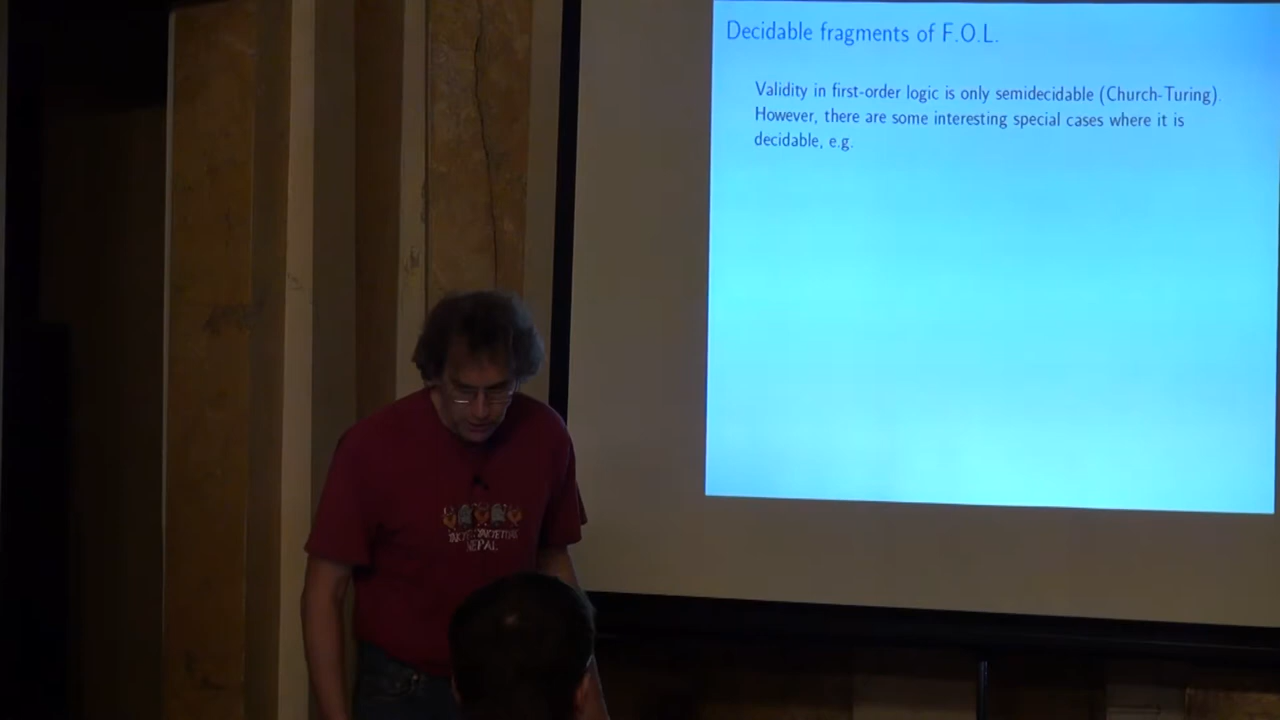 Decidable fragments of F.O.L.
Validity in first-order logic is only semidecidable (Church-Turing).
However, there are some interesting special cases where it is
decidable, e.g.
NEPAL